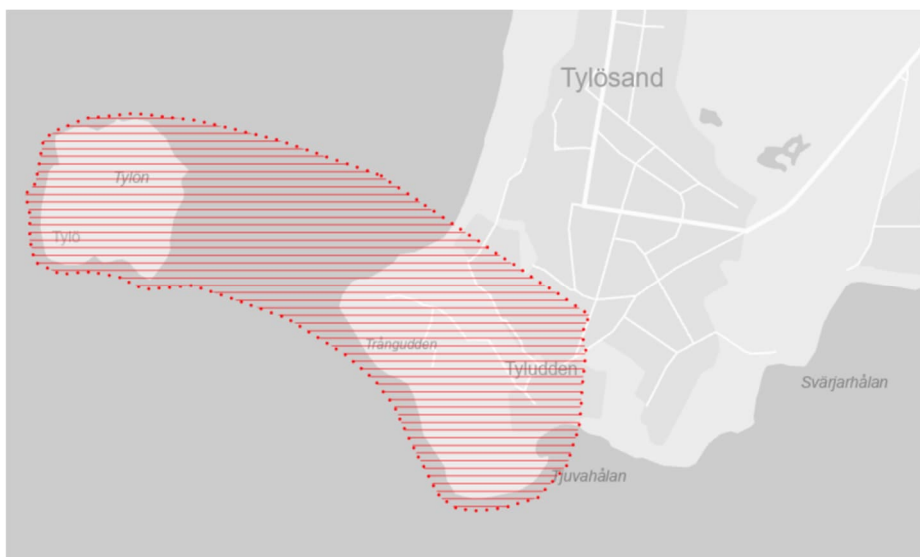 Tylösand
Tylön
Tylö
Trångudden
Tyludden
Svärjarhålan
Tjuvahålan